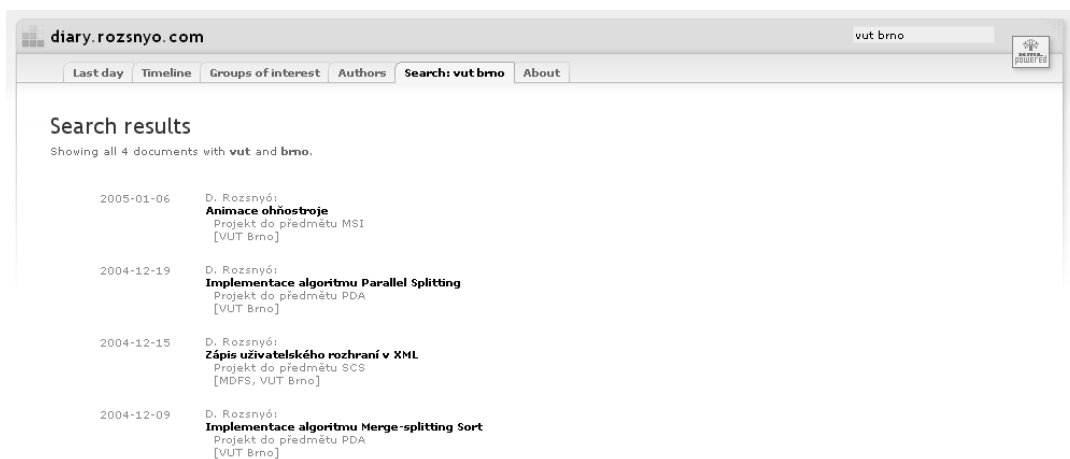 diary.rozsnyo.com
vut brno
powered
Last day Timeline Groups of interest Authors Search: vut brno About
Search results
Showing all 4 documents with vut and brno.
2005-01-06 D. Rozsnyó:
Animace ohňostroje
Projekt do předmětu MSI
[VUT Brno]
2004-12-19 D. Rozsnyó:
Implementace algoritmu Parallel Splitting
Projekt do předmětu PDA
[VUT Brno]
2004-12-15 D. Rozsnyó:
Zápis uživatelského rozhraní v XML
Projekt do předmětu SCS
[MDFS, VUT Brno]
2004-12-09 D. Rozsnyó:
Implementace algoritmu Merge-splitting Sort
Projekt do předmětu PDA
[VUT Brno]